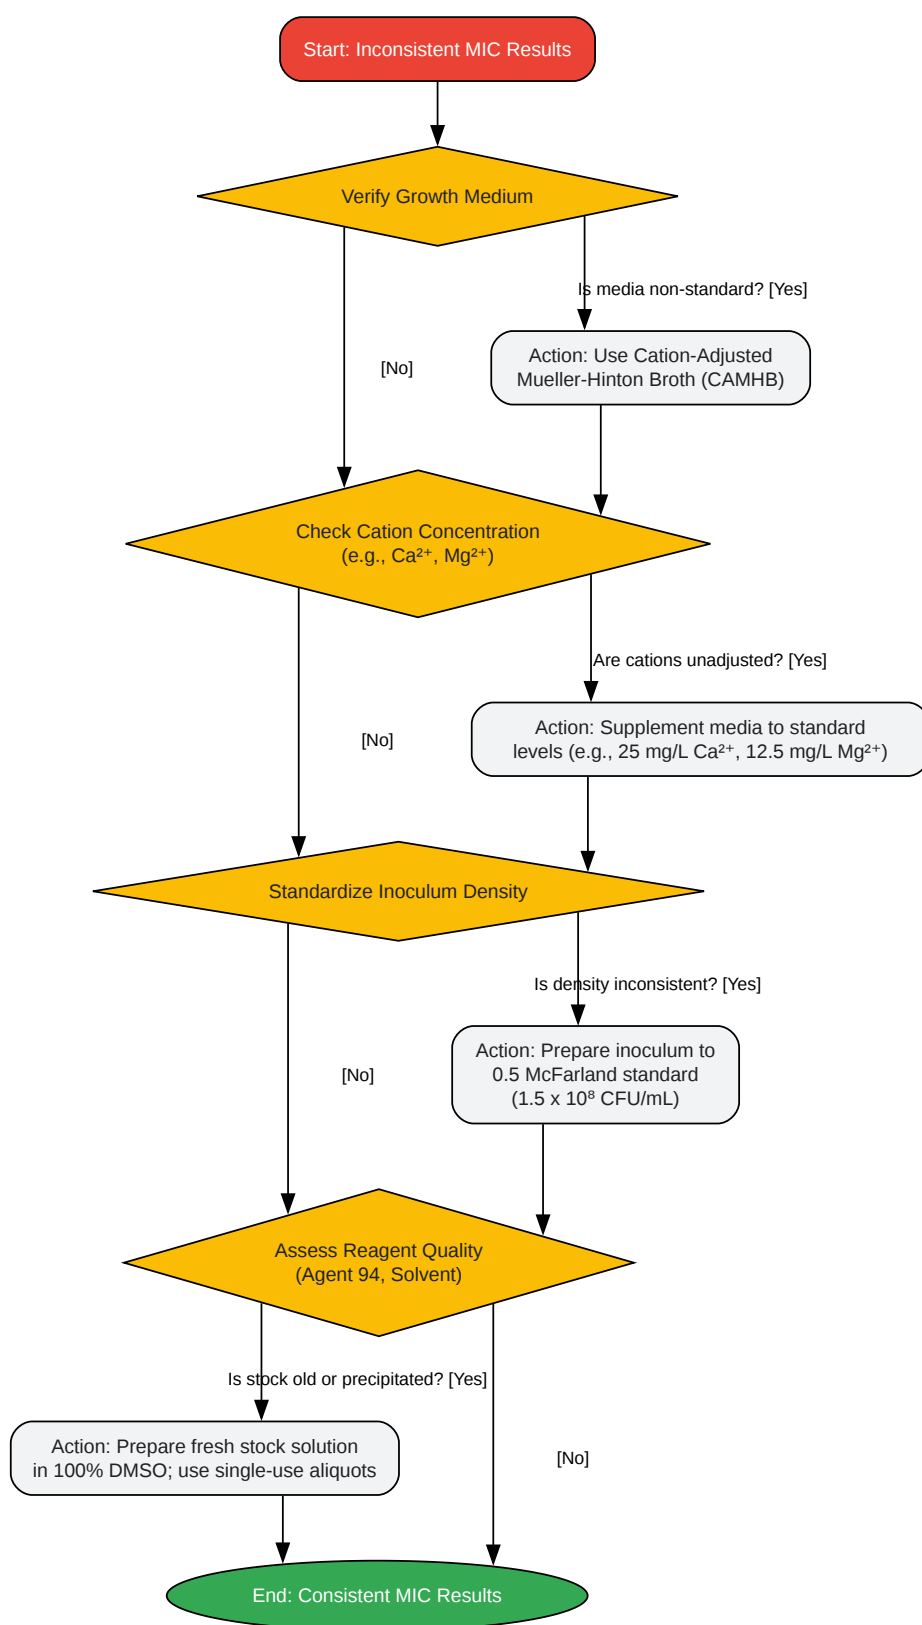 Start: Inconsistent MIC Results
Verify Growth Medium
Is media non-standard? [Yes]
Action: Use Cation-Adjusted
Mueller-Hinton Broth (CAMHB)
[No]
Check Cation Concentration
(e.g., Ca²⁺, Mg²⁺)
Are cations unadjusted? [Yes]
Action: Supplement media to standard
levels (e.g., 25 mg/L Ca²⁺, 12.5 mg/L Mg²⁺)
[No]
Standardize Inoculum Density
Is density inconsistent? [Yes]
Action: Prepare inoculum to
0.5 McFarland standard
(1.5 x 10⁸ CFU/mL)
[No]
Assess Reagent Quality
(Agent 94, Solvent)
Is stock old or precipitated? [Yes]
Action: Prepare fresh stock solution
in 100% DMSO; use single-use aliquots
[No]
End: Consistent MIC Results